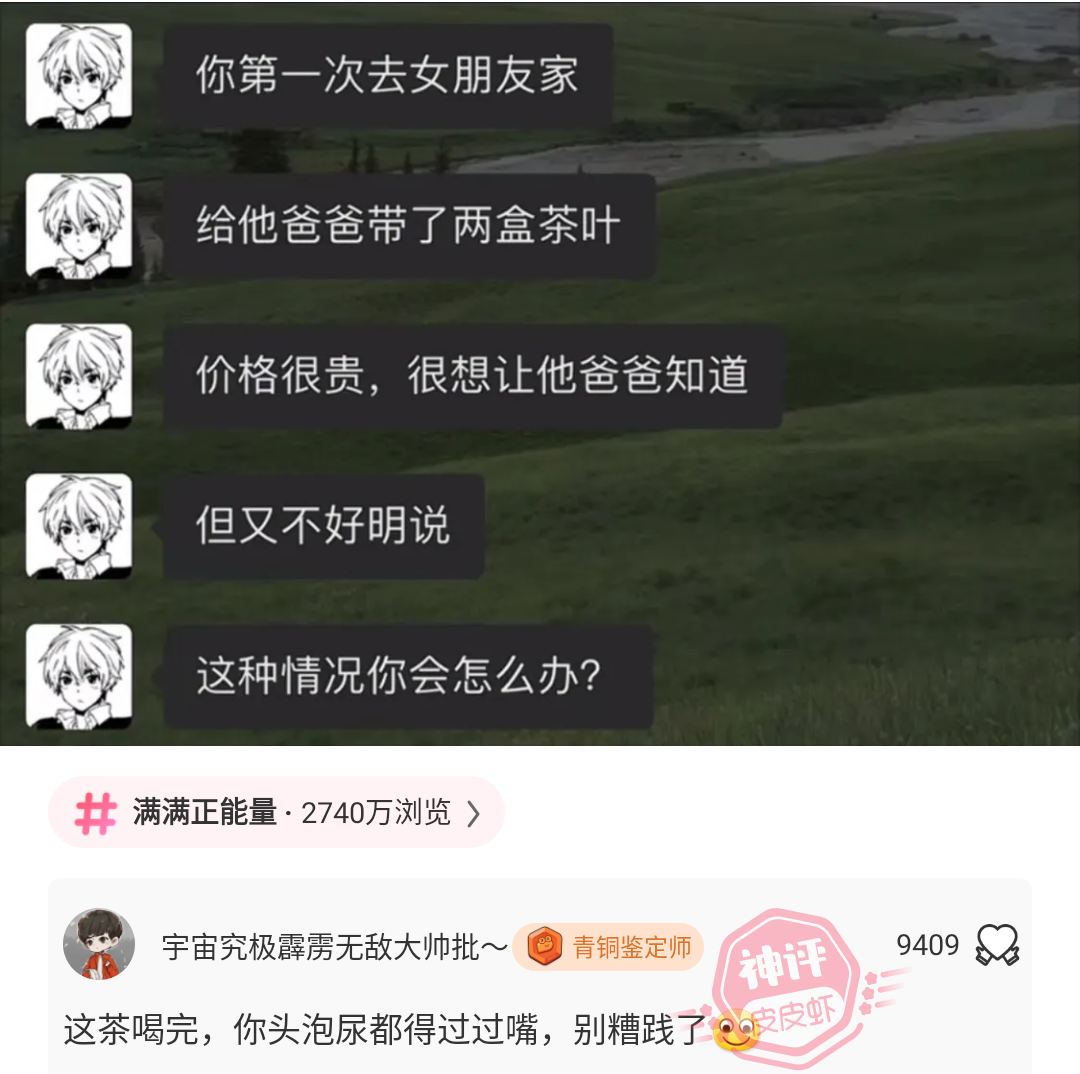 你第一次去女朋友家
给他爸爸带了两盒茶叶
价格很贵，很想让他爸爸知道
但又不好明说
这种情况你会怎么办？
满满正能量 · 2740万浏览
宇宙究极霹雳无敌大帅批～ 青铜鉴定师
神评
皮皮虾
9409
这茶喝完，你头泡尿都得过过嘴，别糟践了